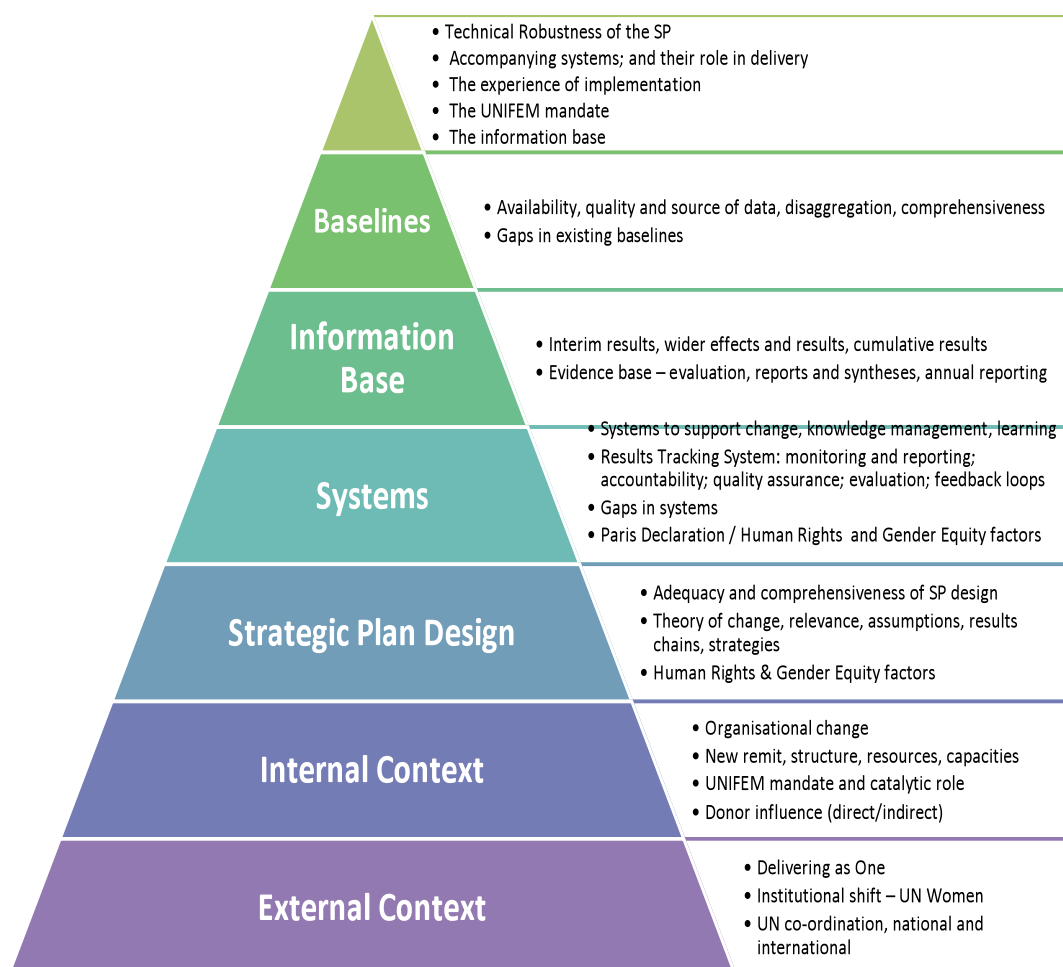 • Technical Robustness of the SP
• Accompanying systems; and their role in delivery
• The experience of implementation
• The UNIFEM mandate
• The information base
Baselines
• Availability, quality and source of data, disaggregation, comprehensiveness
• Gaps in existing baselines
Information
Base
• Interim results, wider effects and results, cumulative results
• Evidence base – evaluation, reports and syntheses, annual reporting
Systems
• Systems to support change, knowledge management, learning
• Results Tracking System: monitoring and reporting;
accountability; quality assurance; evaluation; feedback loops
• Gaps in systems
• Paris Declaration / Human Rights and Gender Equity factors
Strategic Plan Design
• Adequacy and comprehensiveness of SP design
• Theory of change, relevance, assumptions, results
chains, strategies
• Human Rights & Gender Equity factors
Internal Context
• Organisational change
• New remit, structure, resources, capacities
• UNIFEM mandate and catalytic role
• Donor influence (direct/indirect)
External Context
• Delivering as One
• Institutional shift – UN Women
• UN co-ordination, national and
international